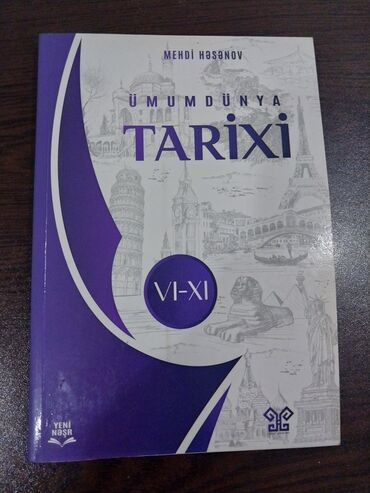 MEHDİ HƏSƏNOV
ÜMUMDÜNYA
TARİXİ
VI-XI
YENİ
NƏŞR